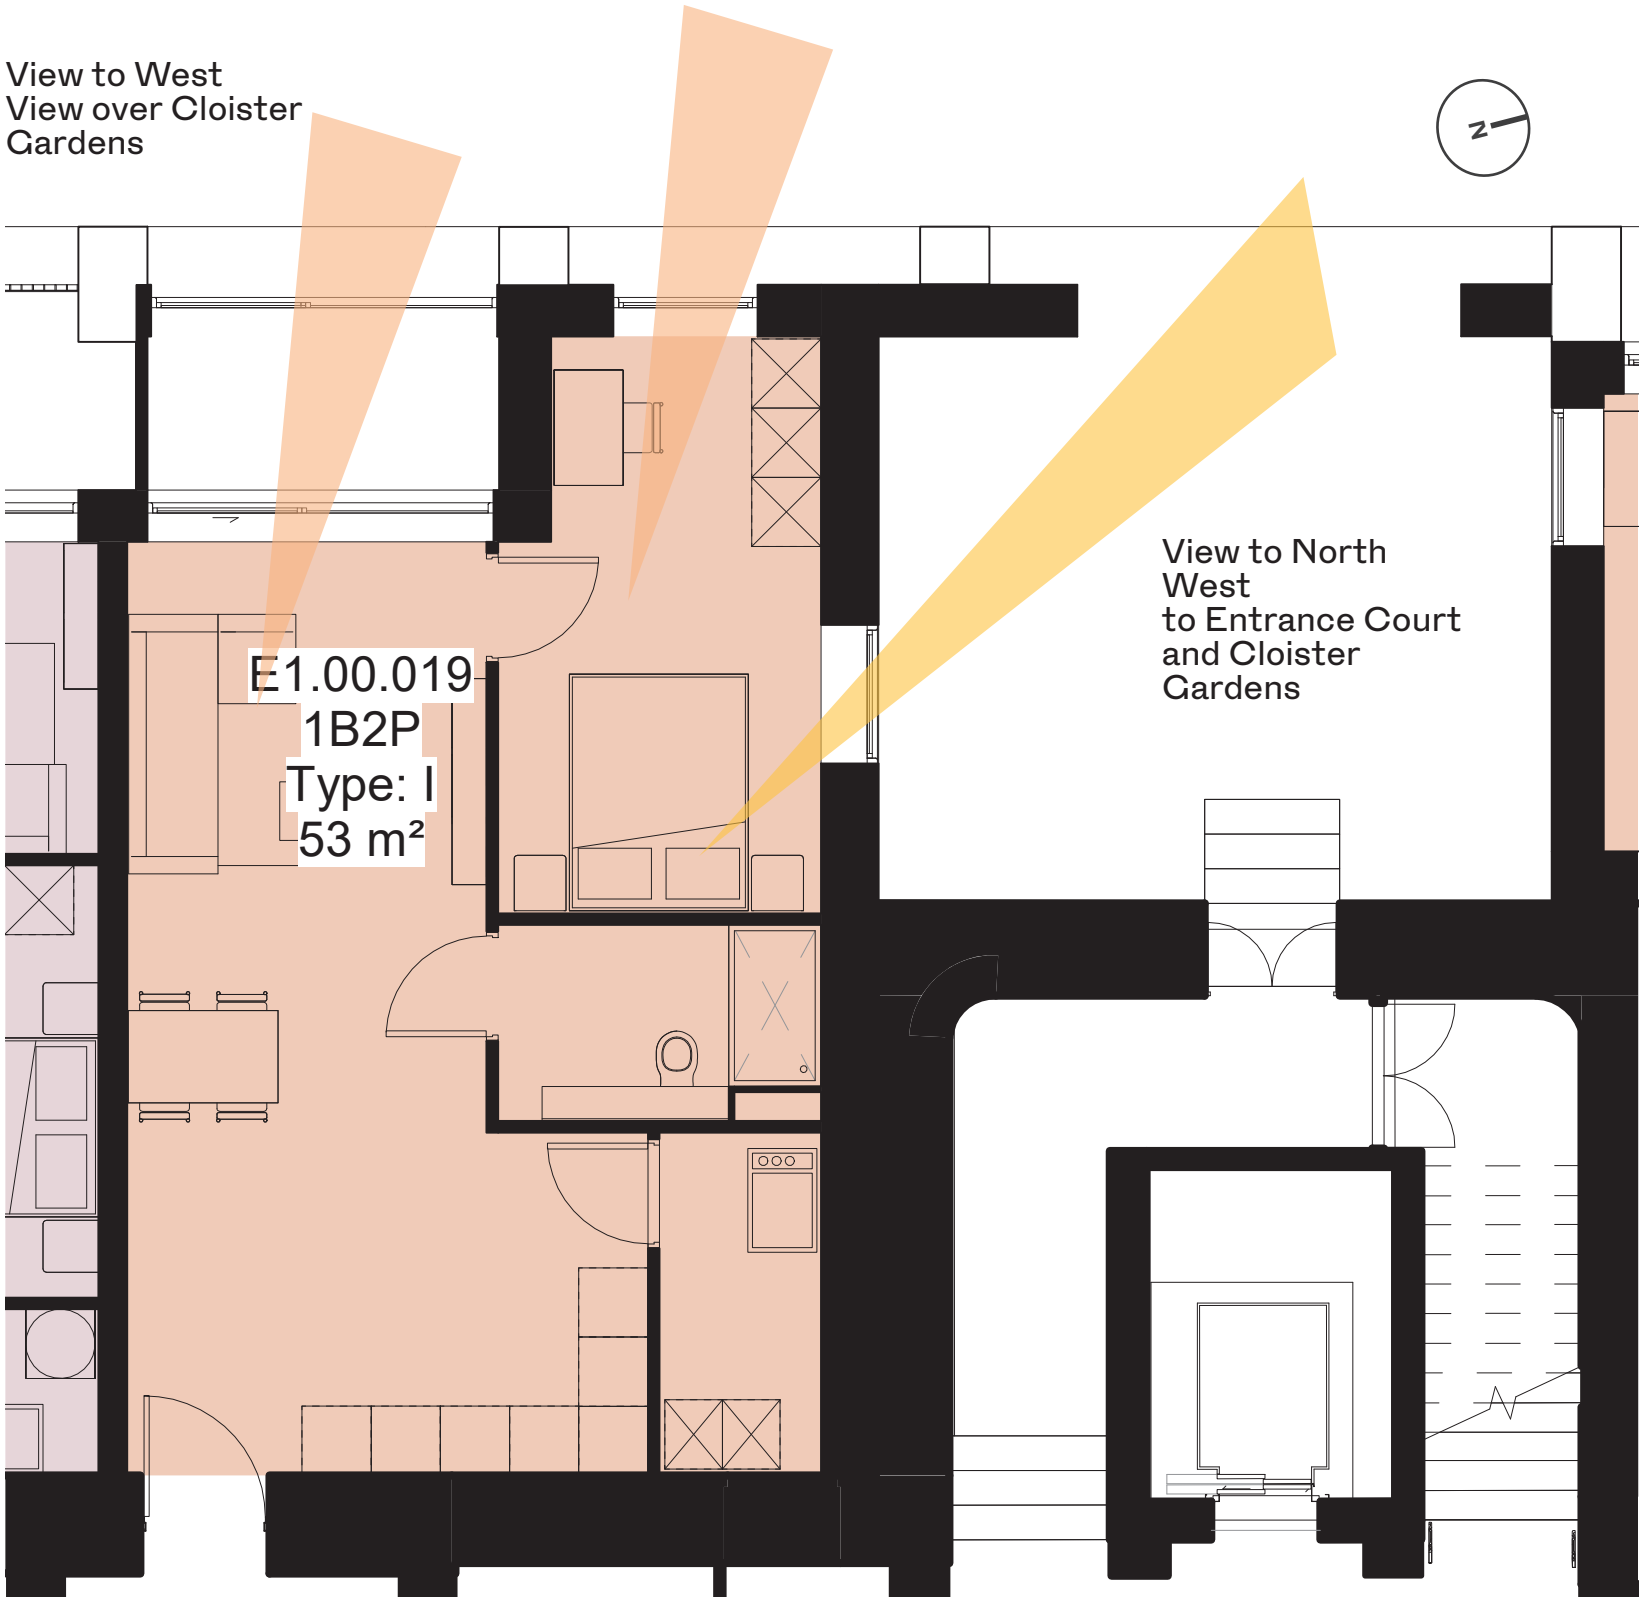 View to West
View over Cloister
Gardens
N
View to North
West
to Entrance Court
and Cloister
Gardens
E1.00.019
1B2P
Type: I
53 m²